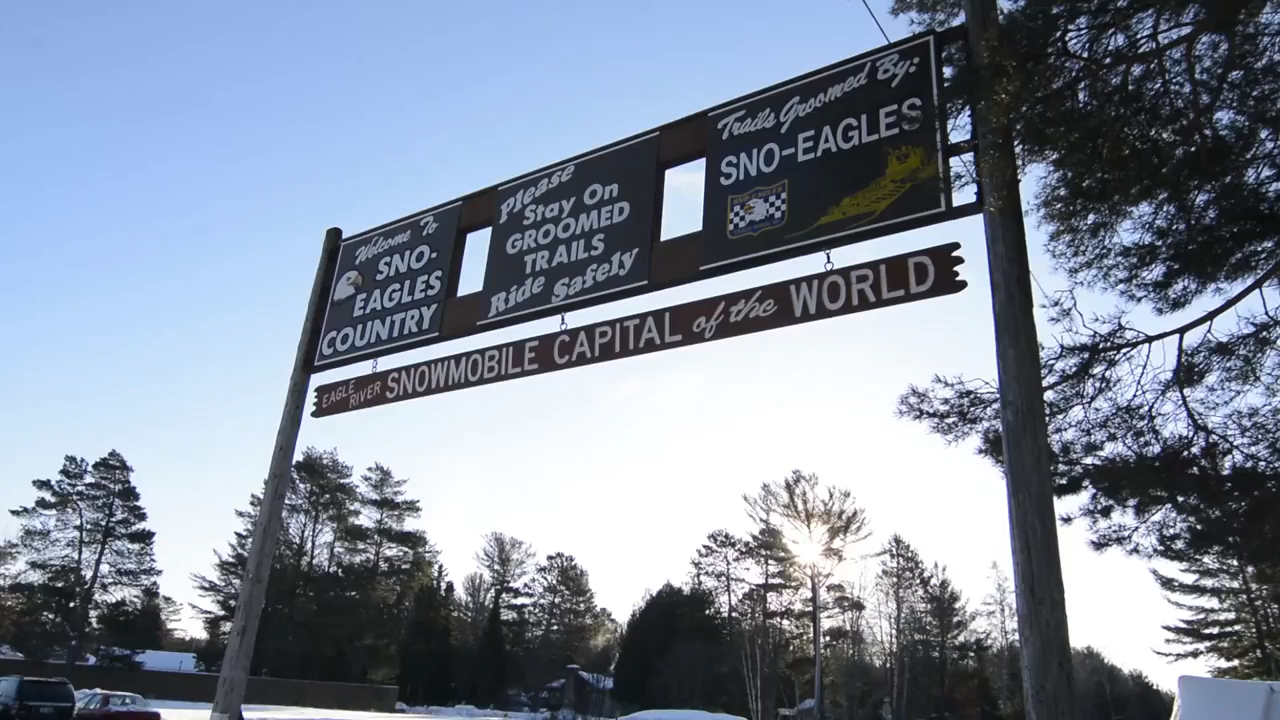 Welcome To
SNO-
EAGLES
COUNTRY
Please
Stay On
GROOMED
TRAILS
Ride Safely
Trails Groomed By:
SNO-EAGLES
EAGLE
RIVER
SNOWMOBILE CAPITAL of the WORLD